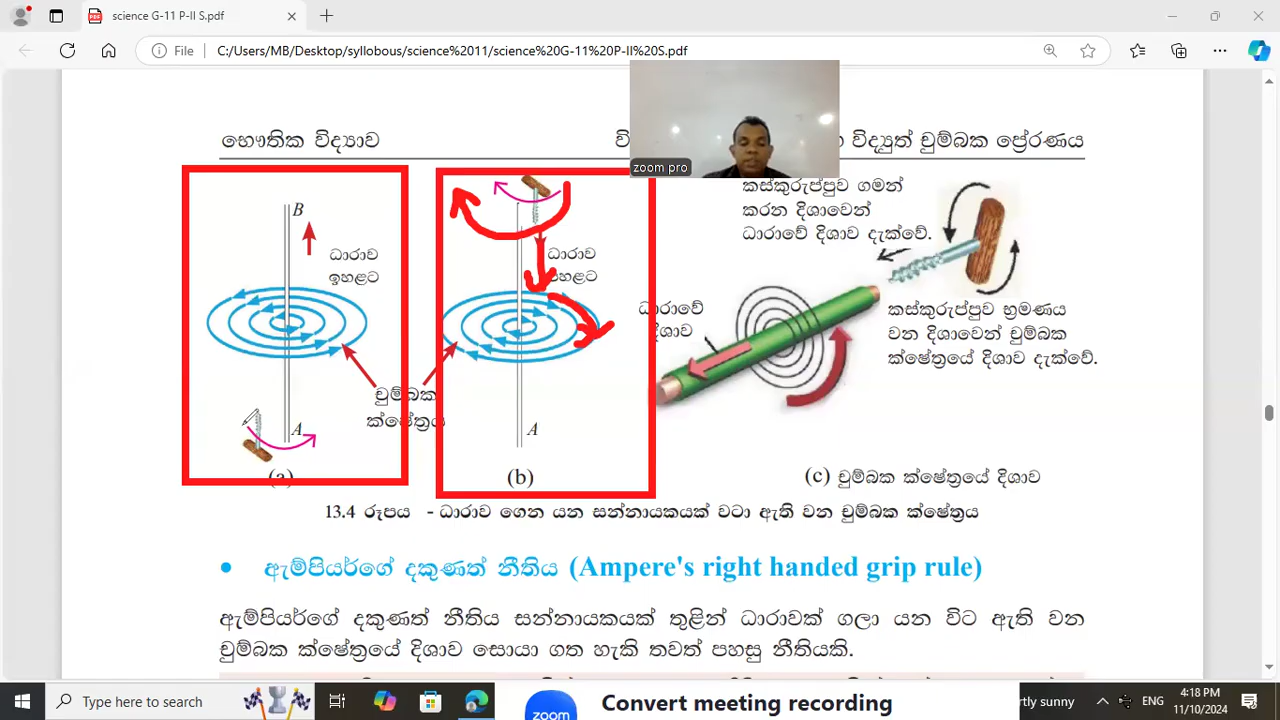 science G-11 P-II S.pdf
File
C:/Users/MB/Desktop/syllobous/science%2011/science%20G-11%20P-II%20S.pdf
zoom pro
භෞතික විද්‍යාව
විද්‍යුත් චුම්බක ප්‍රේරණය
කස්කුරුප්පුව ගමන්
කරන දිශාවෙන්
ධාරාවේ දිශාව දැක්වේ.
B
ධාරාව
ඉහළට
ධාරාව
ඉහළට
ධාරාවේ
දිශාව
කස්කුරුප්පුව භ්‍රමණය
වන දිශාවෙන් චුම්බක
ක්ෂේත්‍රයේ දිශාව දැක්වේ.
චුම්බක
ක්ෂේත්‍රය
A
A
(a)
(b)
(c) චුම්බක ක්ෂේත්‍රයේ දිශාව
13.4 රූපය - ධාරාව ගෙන යන සන්නායකයක් වටා ඇති වන චුම්බක ක්ෂේත්‍රය
• ඇම්පියර්ගේ දකුණත් නීතිය (Ampere's right handed grip rule)
ඇම්පියර්ගේ දකුණත් නීතිය සන්නායකයක් තුළින් ධාරාවක් ගලා යන විට ඇති වන
චුම්බක ක්ෂේත්‍රයේ දිශාව සොයා ගත හැකි තවත් පහසු නීතියකි.
Type here to search
zoom
Convert meeting recording
rtly sunny
ENG
4:18 PM
11/10/2024